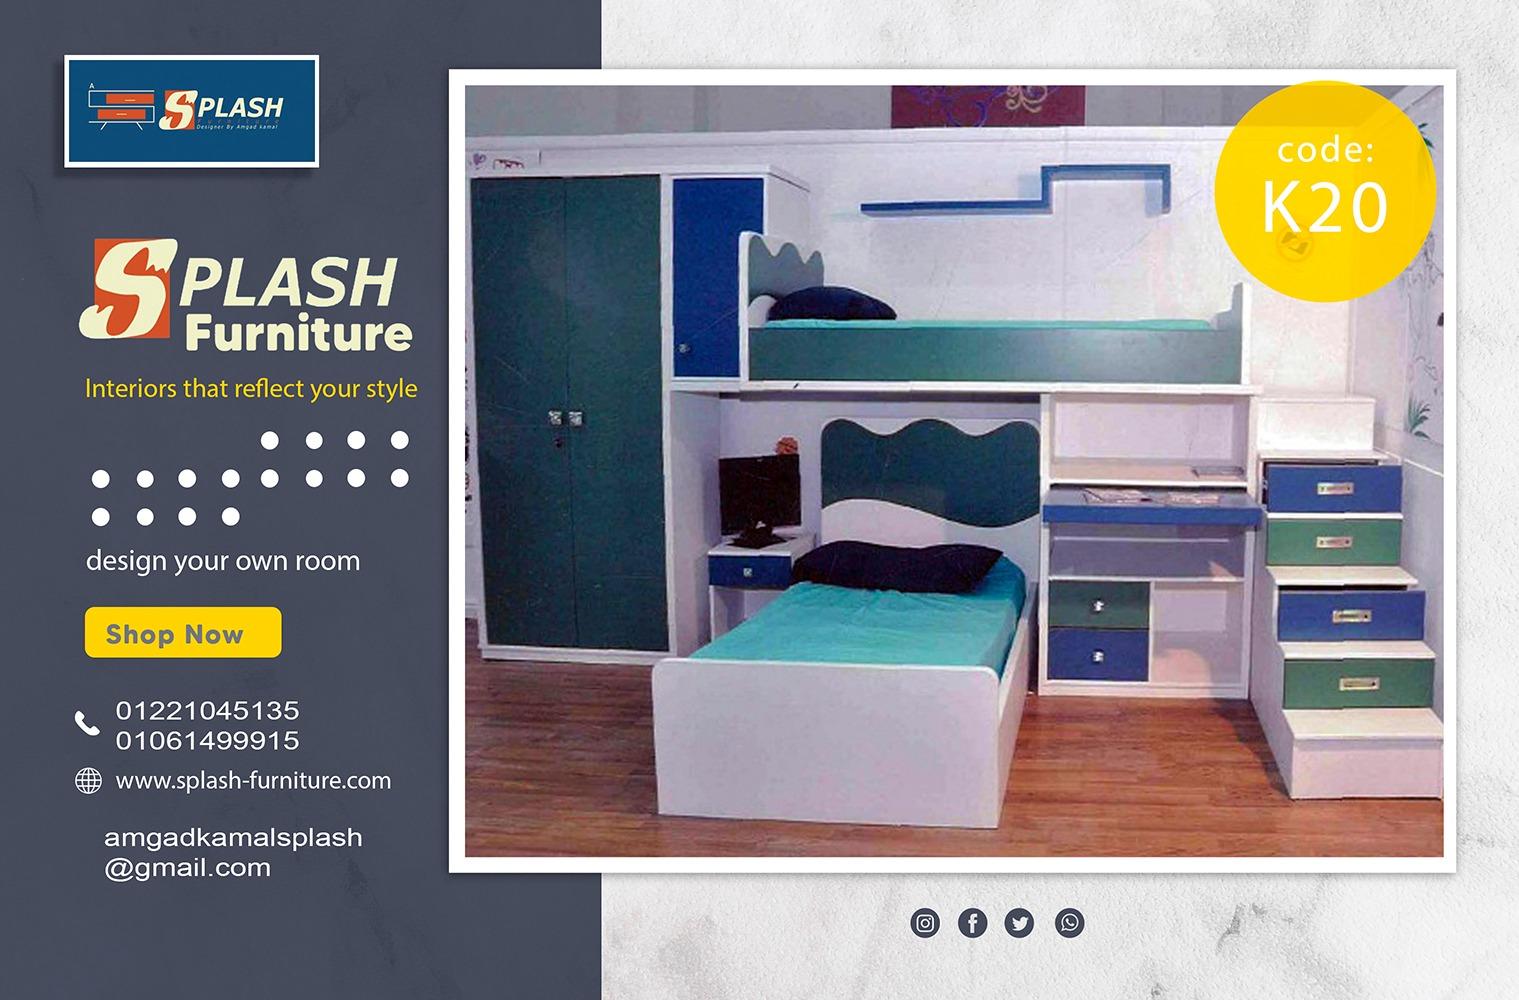 A
SPLASH
Furniture
Designer By Amgad kamal
SPLASH
Furniture
Interiors that reflect your style
design your own room
Shop Now
01221045135
01061499915
www.splash-furniture.com
amgadkamalsplash
@gmail.com
code:
K20